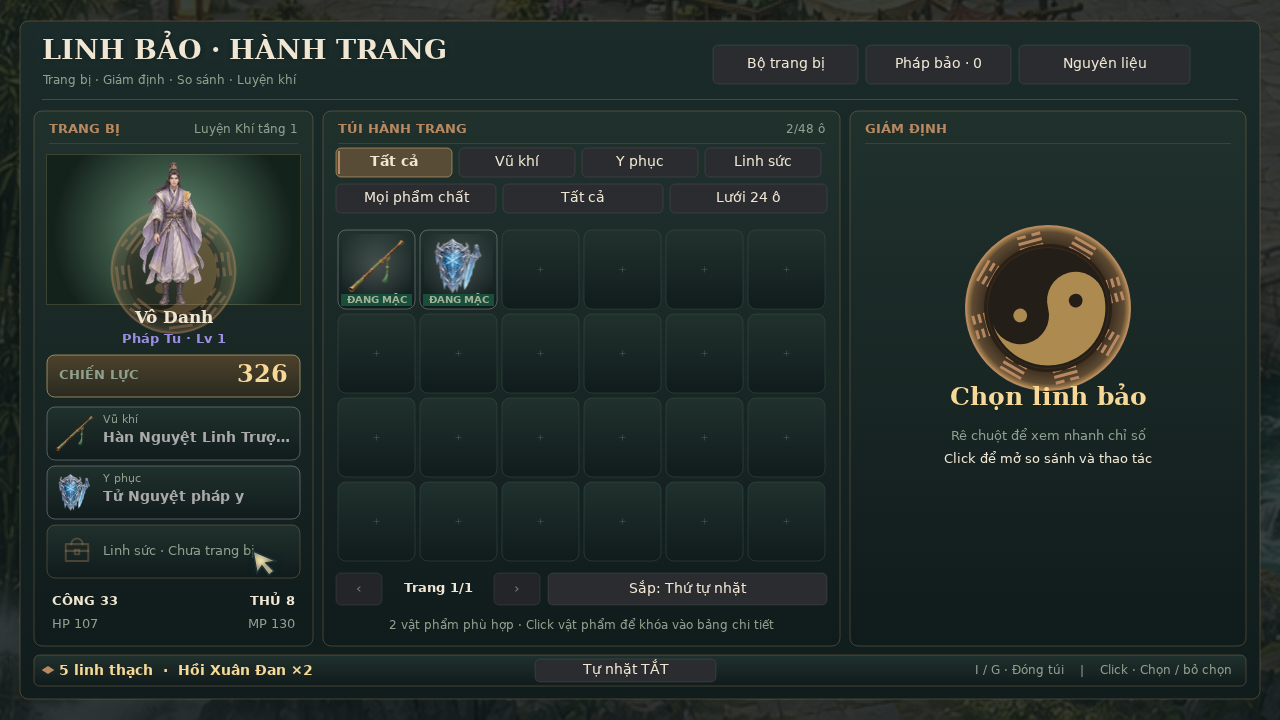 LINH BẢO · HÀNH TRANG
Trang bị · Giám định · So sánh · Luyện khí
Bộ trang bị
Pháp bảo · 0
Nguyên liệu
TRANG BỊ
Luyện Khí tầng 1
Vô Danh
Pháp Tu · Lv 1
CHIẾN LỰC
326
Vũ khí
Hàn Nguyệt Linh Trượ...
Y phục
Tử Nguyệt pháp y
Linh sức · Chưa trang bị
CÔNG 33
THỦ 8
HP 107
MP 130
TÚI HÀNH TRANG
2/48 ô
Tất cả
Vũ khí
Y phục
Linh sức
Mọi phẩm chất
Tất cả
Lưới 24 ô
ĐANG MẶC
ĐANG MẶC
‹
Trang 1/1
›
Sắp: Thứ tự nhặt
2 vật phẩm phù hợp · Click vật phẩm để khóa vào bảng chi tiết
GIÁM ĐỊNH
Chọn linh bảo
Rê chuột để xem nhanh chỉ số
Click để mở so sánh và thao tác
5 linh thạch · Hồi Xuân Đan ×2
Tự nhặt TẮT
I / G · Đóng túi | Click · Chọn / bỏ chọn